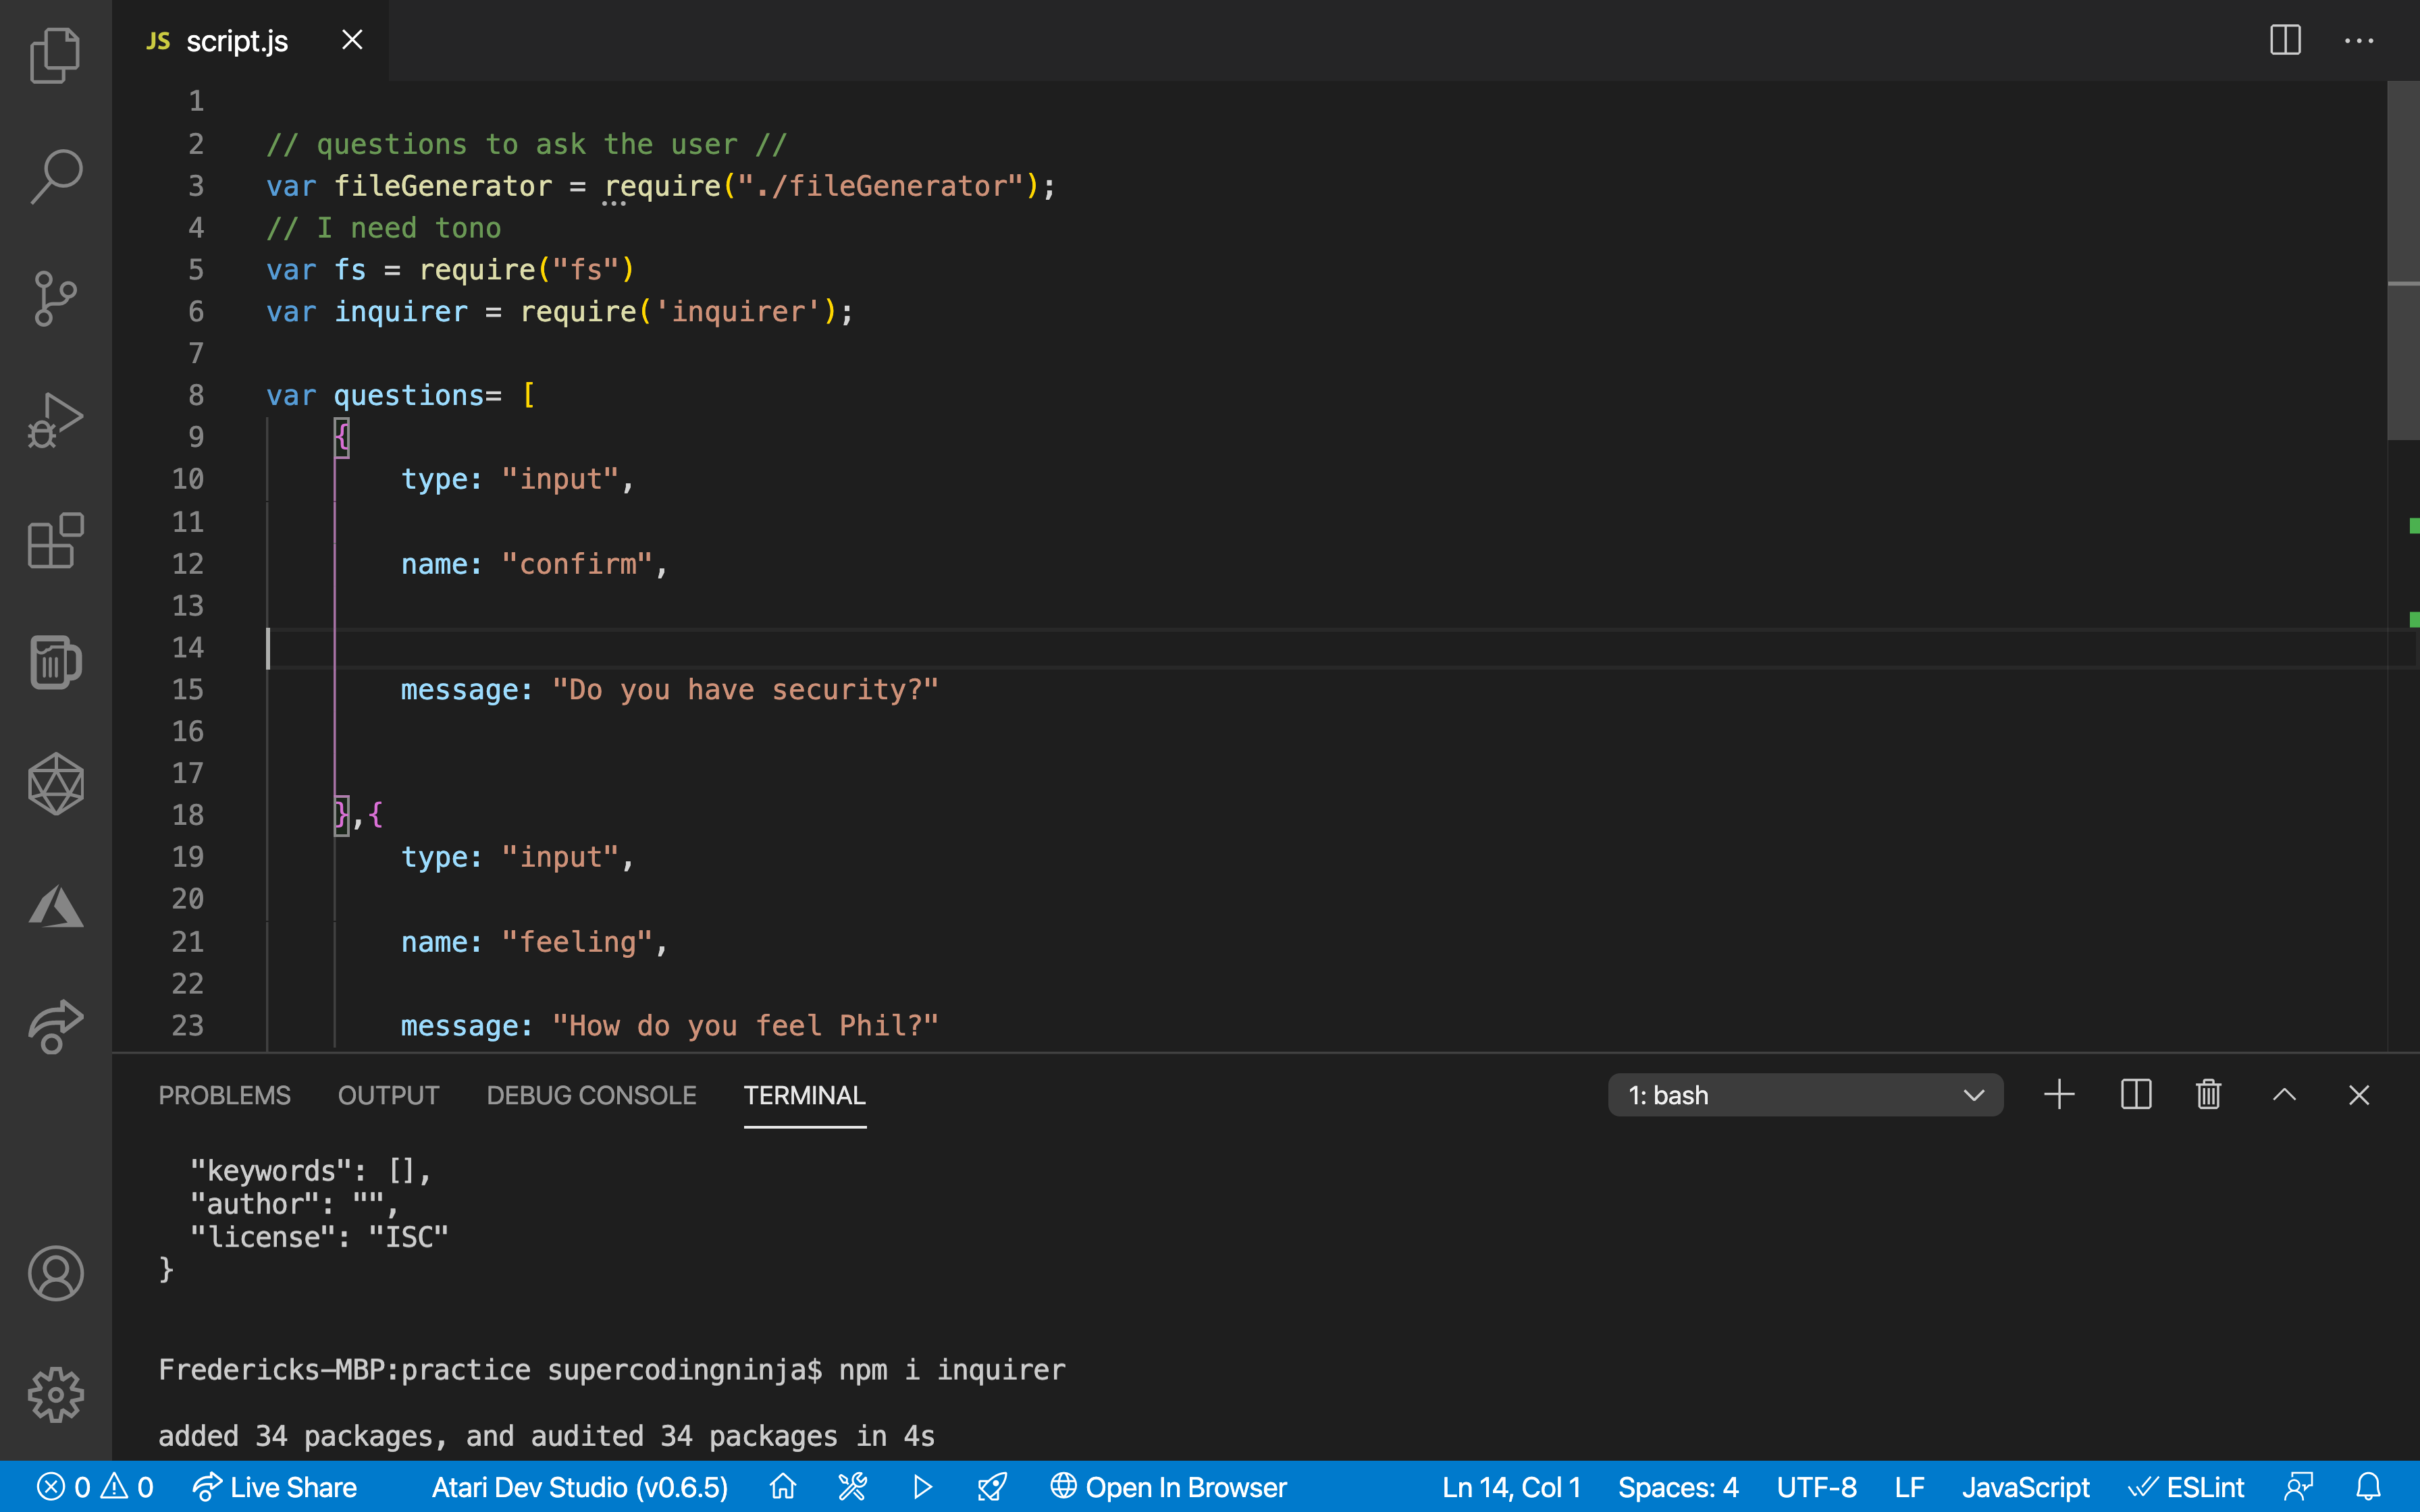 JS script.js
1
2 // questions to ask the user //
3 var fileGenerator = require("./fileGenerator");
4 // I need tono
5 var fs = require("fs")
6 var inquirer = require('inquirer');
7
8 var questions= [
9 {
10 type: "input",
11
12 name: "confirm",
13
14
15 message: "Do you have security?"
16
17
18 },{
19 type: "input",
20
21 name: "feeling",
22
23 message: "How do you feel Phil?"
PROBLEMS OUTPUT DEBUG CONSOLE TERMINAL 1: bash
"keywords": [],
"author": "",
"license": "ISC"
}
Fredericks-MBP:practice supercodingninja$ npm i inquirer
added 34 packages, and audited 34 packages in 4s
0 0 Live Share Atari Dev Studio (v0.6.5) Open In Browser Ln 14, Col 1 Spaces: 4 UTF-8 LF JavaScript ESLint